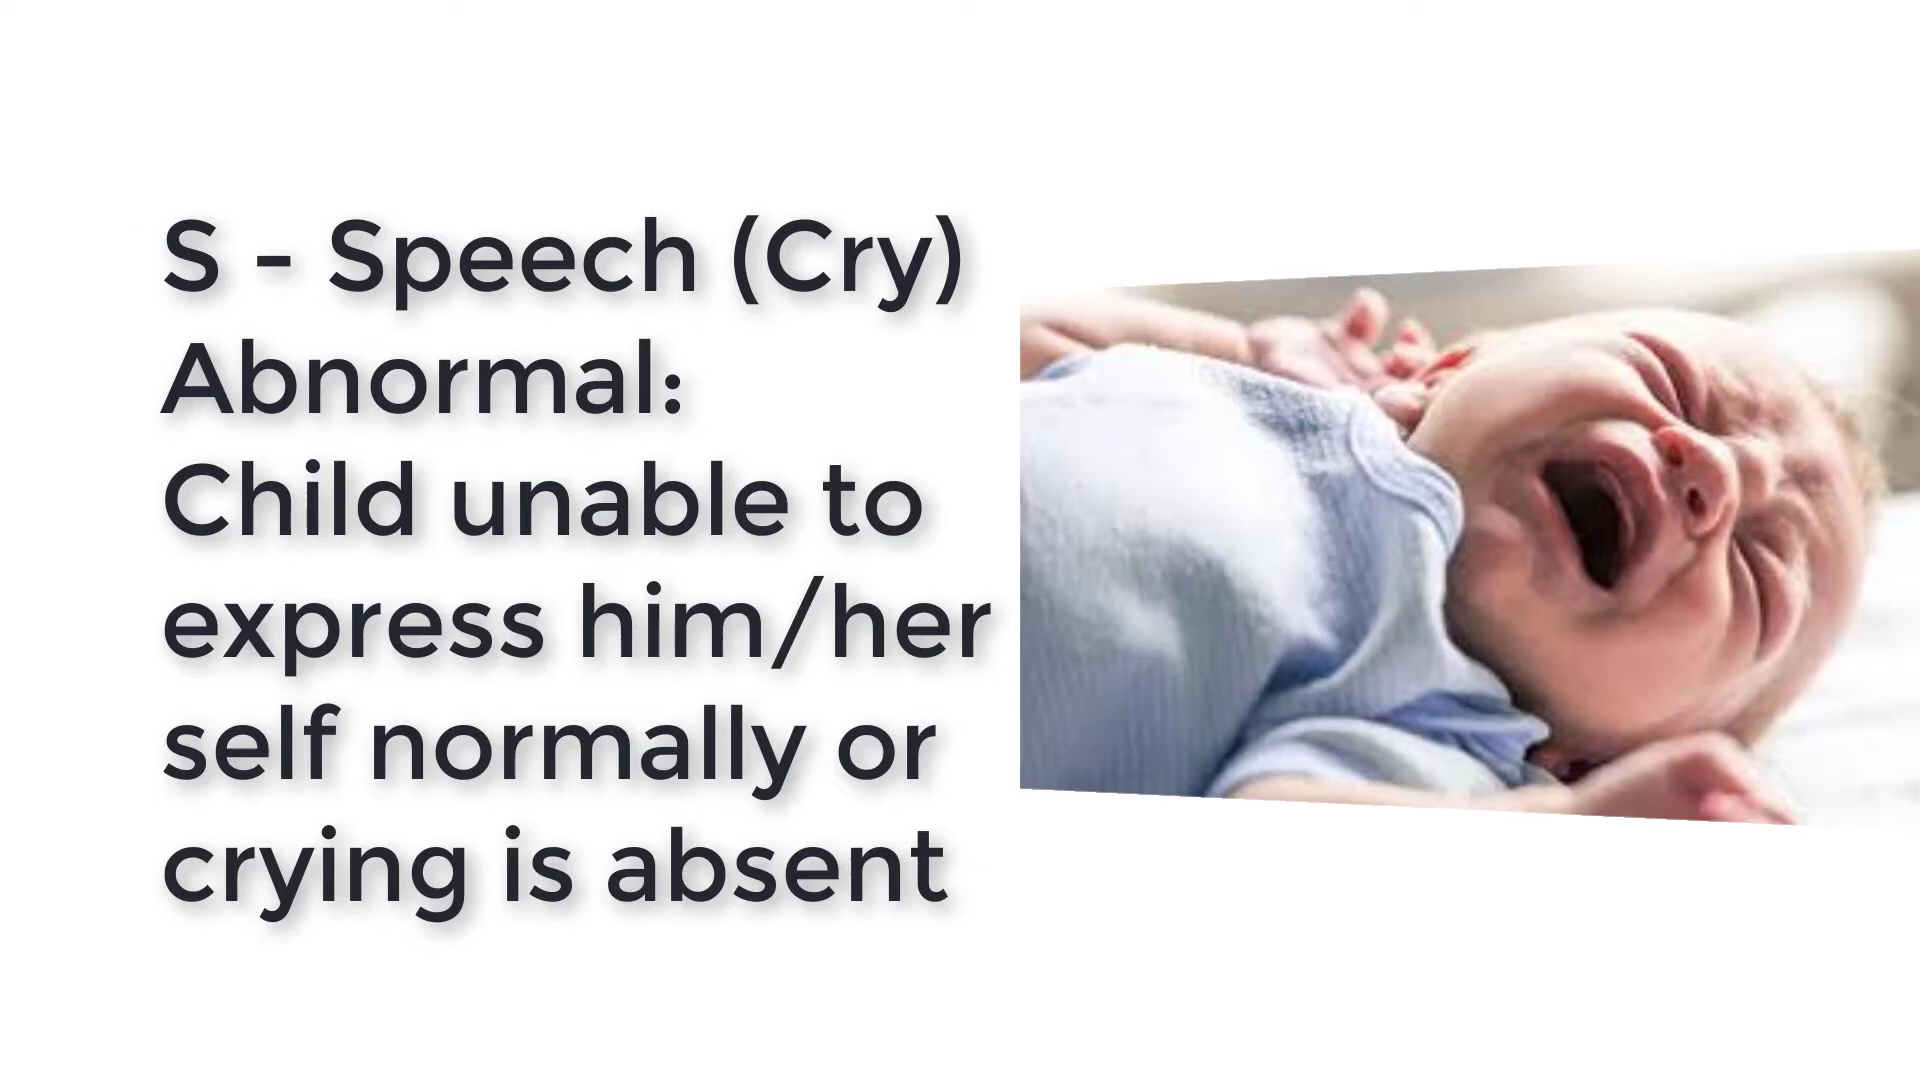 S - Speech (Cry)
Abnormal:
Child unable to
express him/her
self normally or
crying is absent